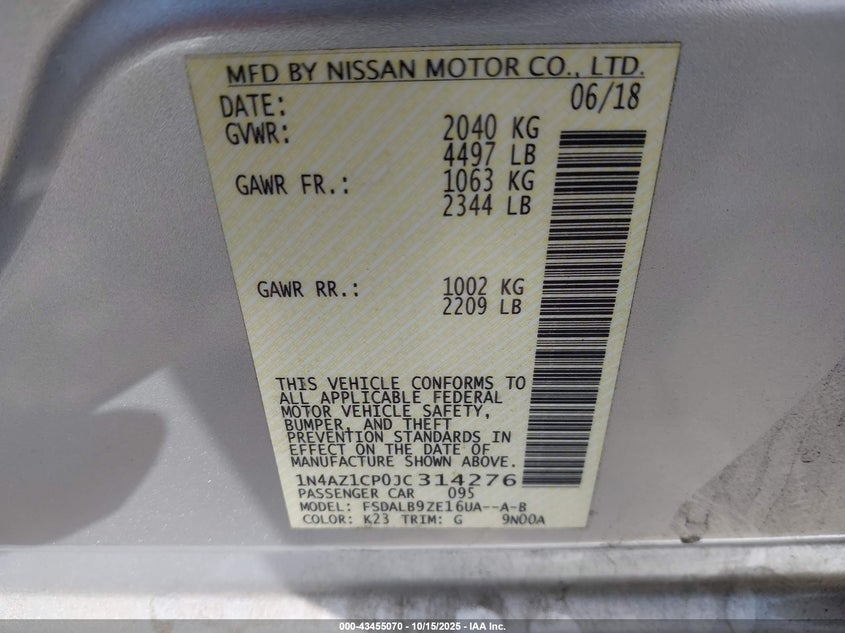 MFD BY NISSAN MOTOR CO., LTD.
DATE: 06/18
GVWR: 2040 KG
4497 LB
GAWR FR.: 1063 KG
2344 LB
GAWR RR.: 1002 KG
2209 LB
THIS VEHICLE CONFORMS TO
ALL APPLICABLE FEDERAL
MOTOR VEHICLE SAFETY,
BUMPER, AND THEFT
PREVENTION STANDARDS IN
EFFECT ON THE DATE OF
MANUFACTURE SHOWN ABOVE.
1N4AZ1CP0JC314276
PASSENGER CAR 095
MODEL: FSDALB9ZE16UA--A-B
COLOR: K23 TRIM: G 9N00A
000-43455070 | 10/15/2025 - IAA Inc.